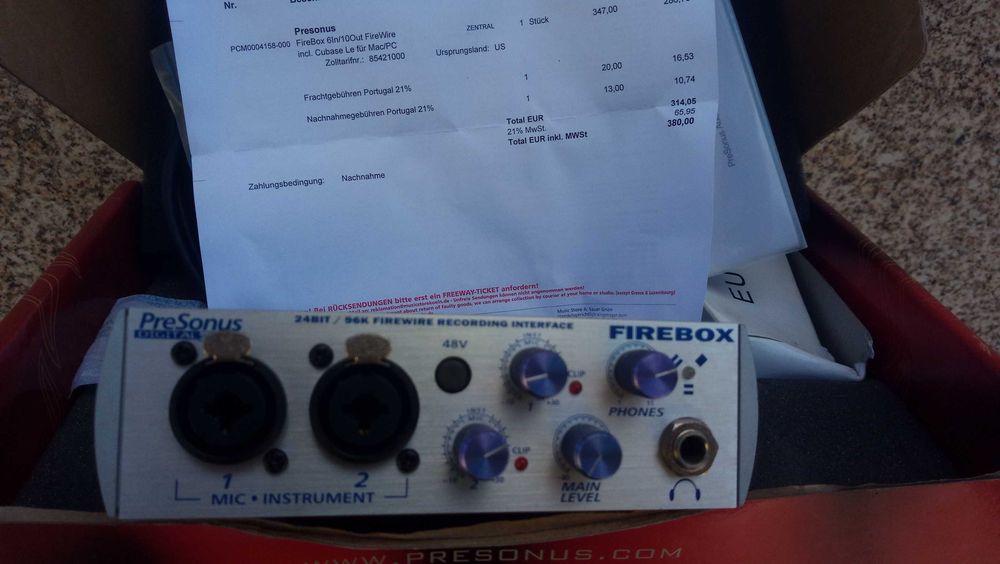 Nr.
Presonus
ZENTRAL
1 Stück
347,00
PCM0004158-000
FireBox 6In/10Out FireWire
incl. Cubase Le für Mac/PC
Zolltarifnr.: 85421000
Ursprungsland: US
Frachtgebühren Portugal 21%
1
20,00
16,53
Nachnahmegebühren Portugal 21%
1
13,00
10,74
Total EUR
314,05
21% MwSt.
65,95
Total EUR inkl. MWSt
380,00
Zahlungsbedingung: Nachnahme
Bei RÜCKSENDUNGEN bitte erst ein FREEWAY-TICKET anfordern!
EU
PreSonus
DIGITAL
24BIT / 96K FIREWIRE RECORDING INTERFACE
FIREBOX
48V
CLIP
1
PHONES
CLIP
2
MAIN
LEVEL
1 2
MIC • INSTRUMENT
WWW.PRESONUS.COM